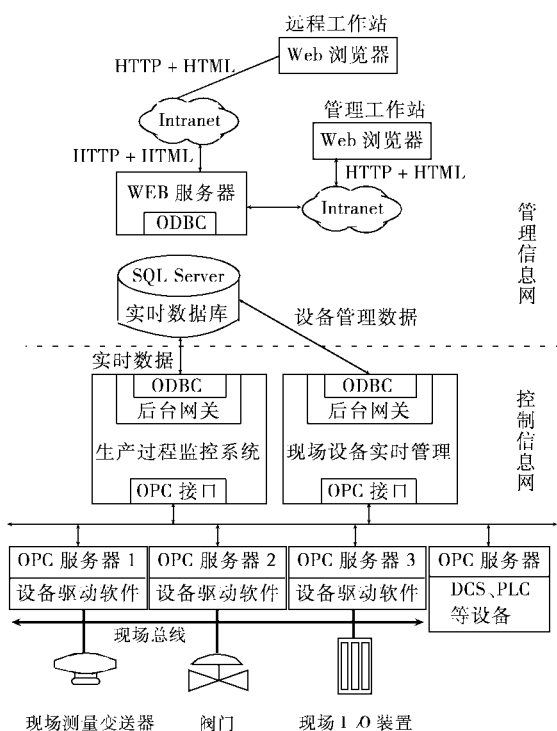 远程工作站
Web 浏览器
HTTP + HTML
Intranet
管理工作站
Web 浏览器
HTTP + HTML
HTTP + HTML
WEB 服务器
ODBC
Intranet
管理信息网
SQL Server
实时数据库
设备管理数据
实时数据
ODBC
后台网关
生产过程监控系统
OPC 接口
ODBC
后台网关
现场设备实时管理
OPC 接口
控制信息网
OPC 服务器 1
设备驱动软件
OPC 服务器 2
设备驱动软件
OPC 服务器 3
设备驱动软件
OPC 服务器
DCS、PLC
等设备
现场总线
现场测量变送器
阀门
现场 I /O 装置